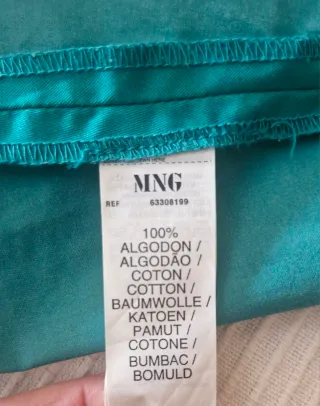 MNG
REF 63308199
100%
ALGODON /
ALGODÃO /
COTON /
COTTON /
BAUMWOLLE /
KATOEN /
PAMUT /
COTONE /
BUMBAC /
BOMULD